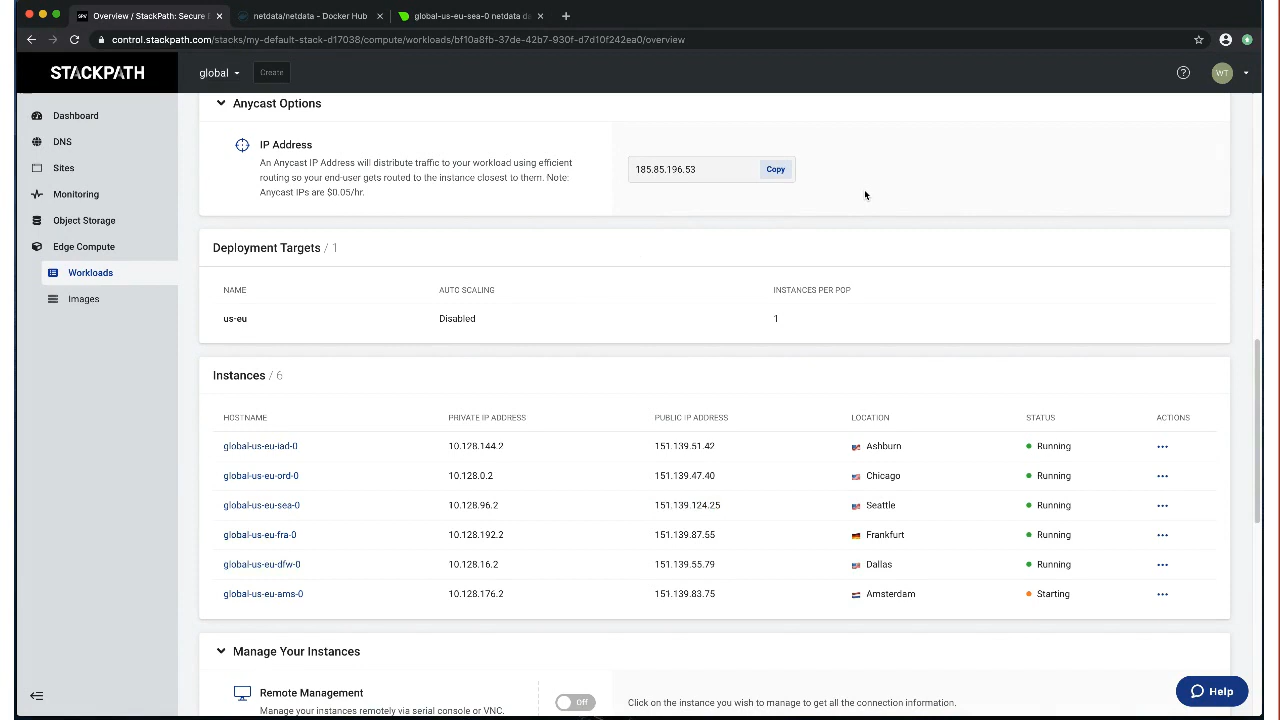 Overview / StackPath: Secure
netdata/netdata - Docker Hub
global-us-eu-sea-0 netdata d
control.stackpath.com/stacks/my-default-stack-d17038/compute/workloads/bf10a8fb-37de-42b7-930f-d7d10f242ea0/overview
STACKPATH
global
Create
WT
Dashboard
DNS
Sites
Monitoring
Object Storage
Edge Compute
Workloads
Images
Anycast Options
IP Address
An Anycast IP Address will distribute traffic to your workload using efficient
routing so your end-user gets routed to the instance closest to them. Note:
Anycast IPs are $0.05/hr.
185.85.196.53 Copy
Deployment Targets / 1
NAME AUTO SCALING INSTANCES PER POP
us-eu Disabled 1
Instances / 6
HOSTNAME PRIVATE IP ADDRESS PUBLIC IP ADDRESS LOCATION STATUS ACTIONS
global-us-eu-iad-0 10.128.144.2 151.139.51.42 Ashburn Running
global-us-eu-ord-0 10.128.0.2 151.139.47.40 Chicago Running
global-us-eu-sea-0 10.128.96.2 151.139.124.25 Seattle Running
global-us-eu-fra-0 10.128.192.2 151.139.87.55 Frankfurt Running
global-us-eu-dfw-0 10.128.16.2 151.139.55.79 Dallas Running
global-us-eu-ams-0 10.128.176.2 151.139.83.75 Amsterdam Starting
Manage Your Instances
Remote Management
Manage your instances remotely via serial console or VNC.
Off
Click on the instance you wish to manage to get all the connection information.
Help